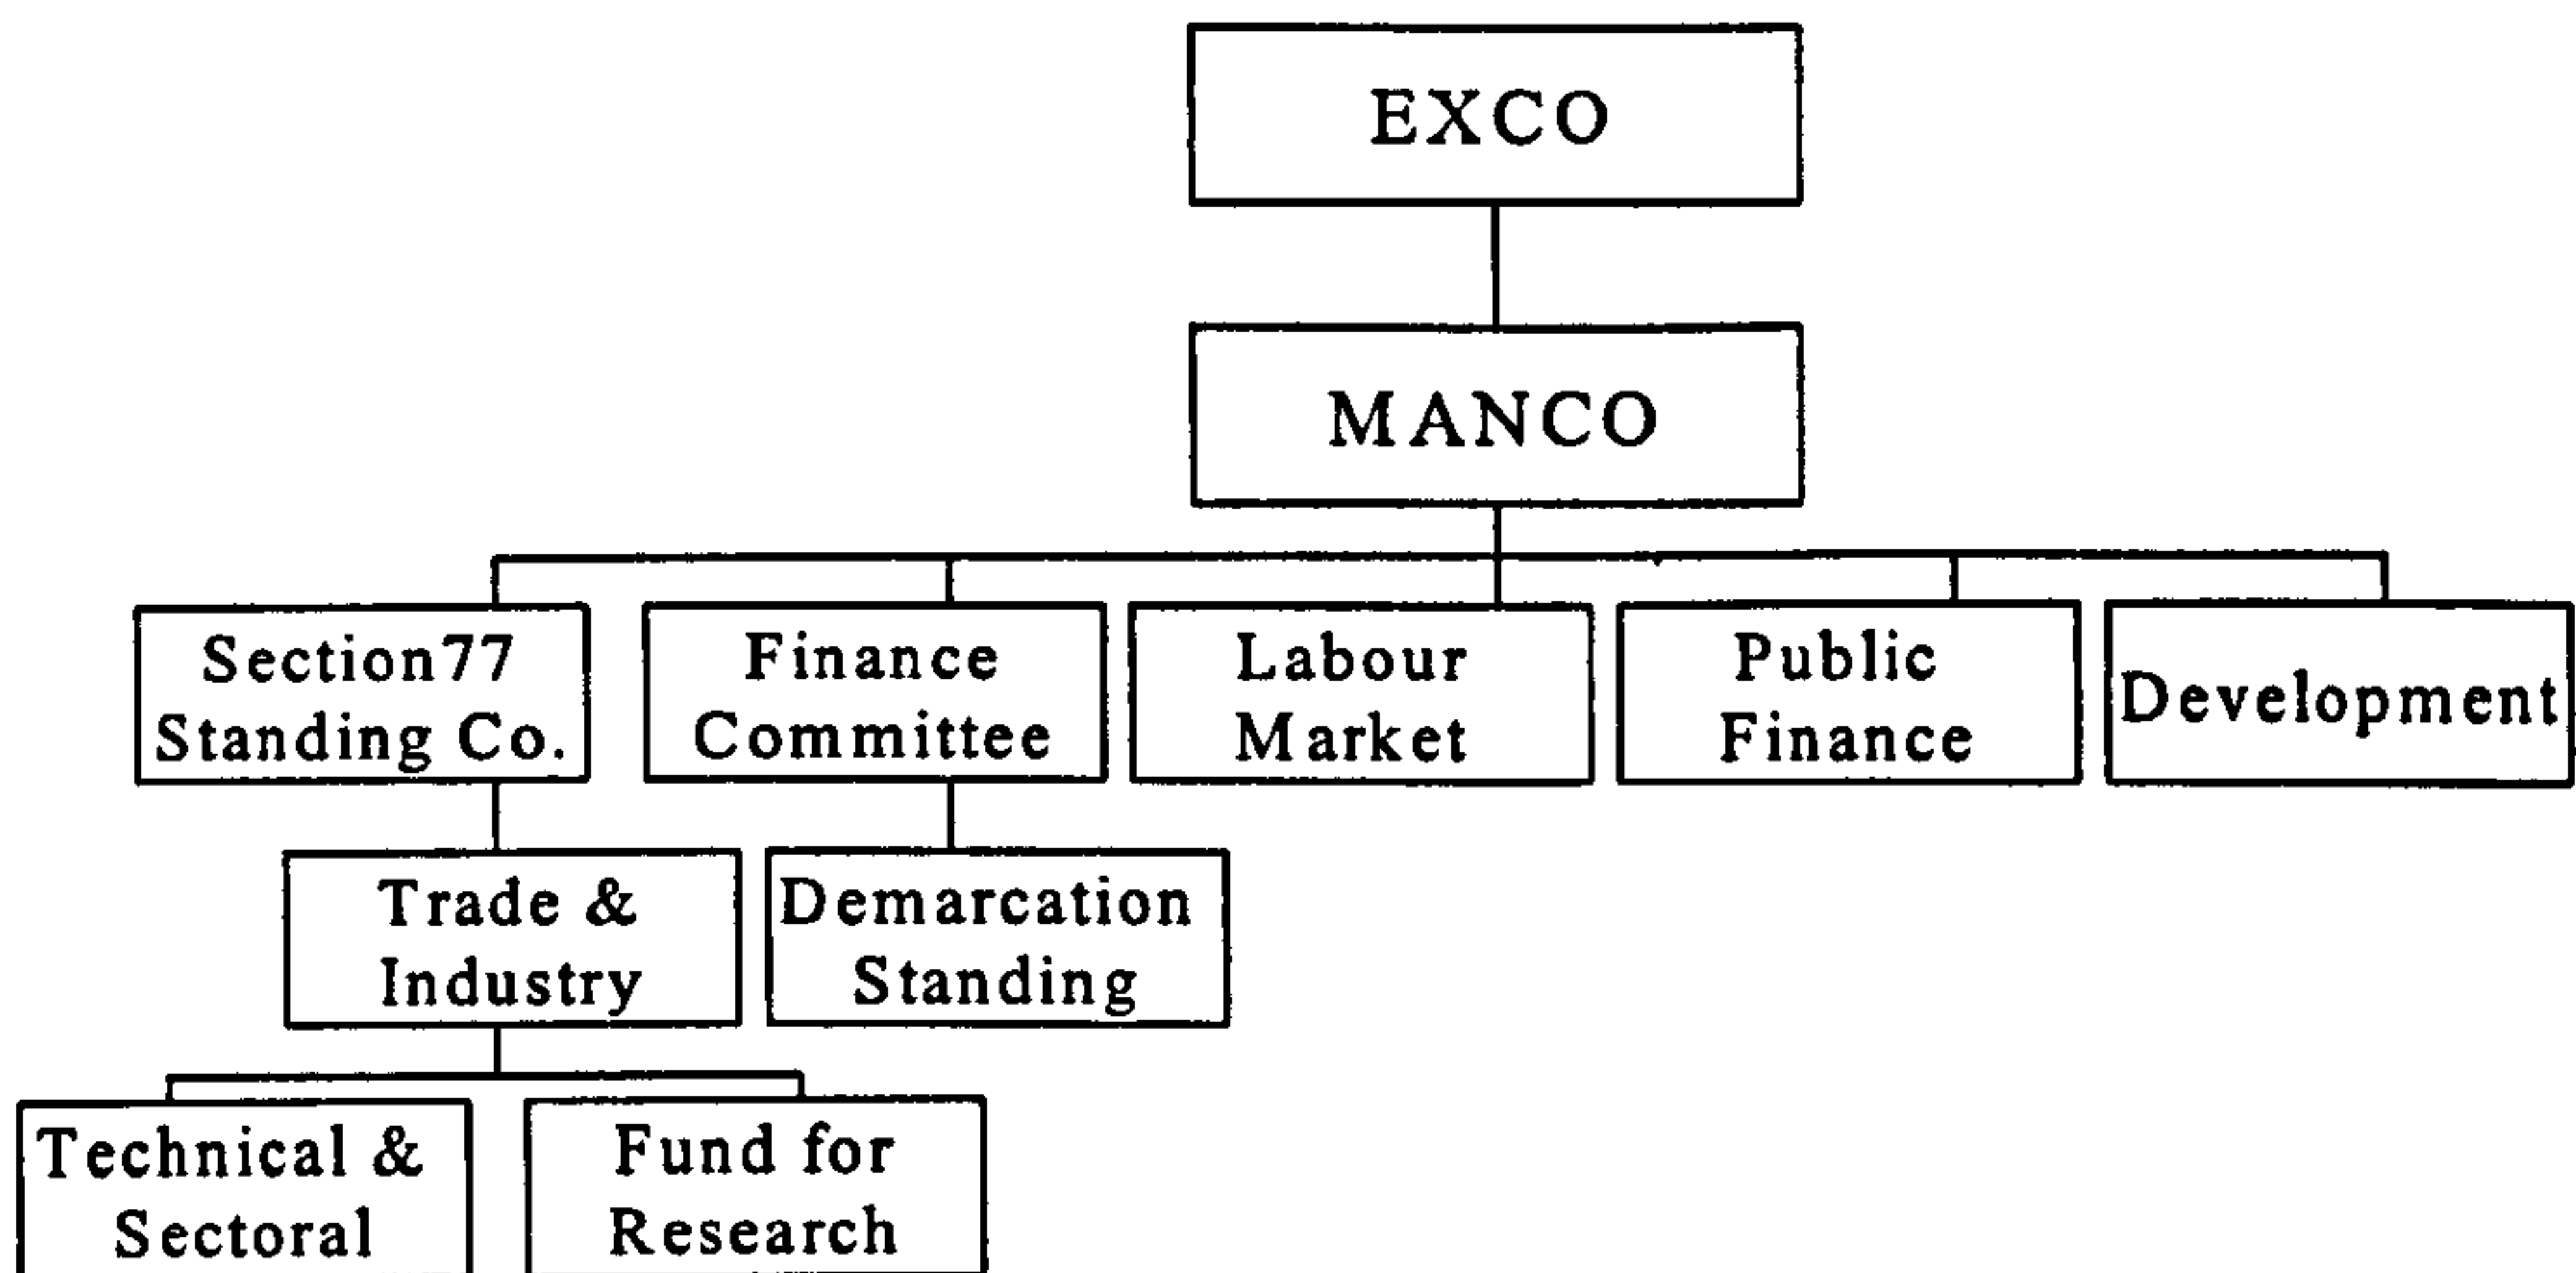 EXCO
MANCO
Section77
Standing Co.
Finance
Committee
Labour
Market
Public
Finance
Development
Trade &
Industry
Demarcation
Standing
Technical &
Sectoral
Fund for
Research